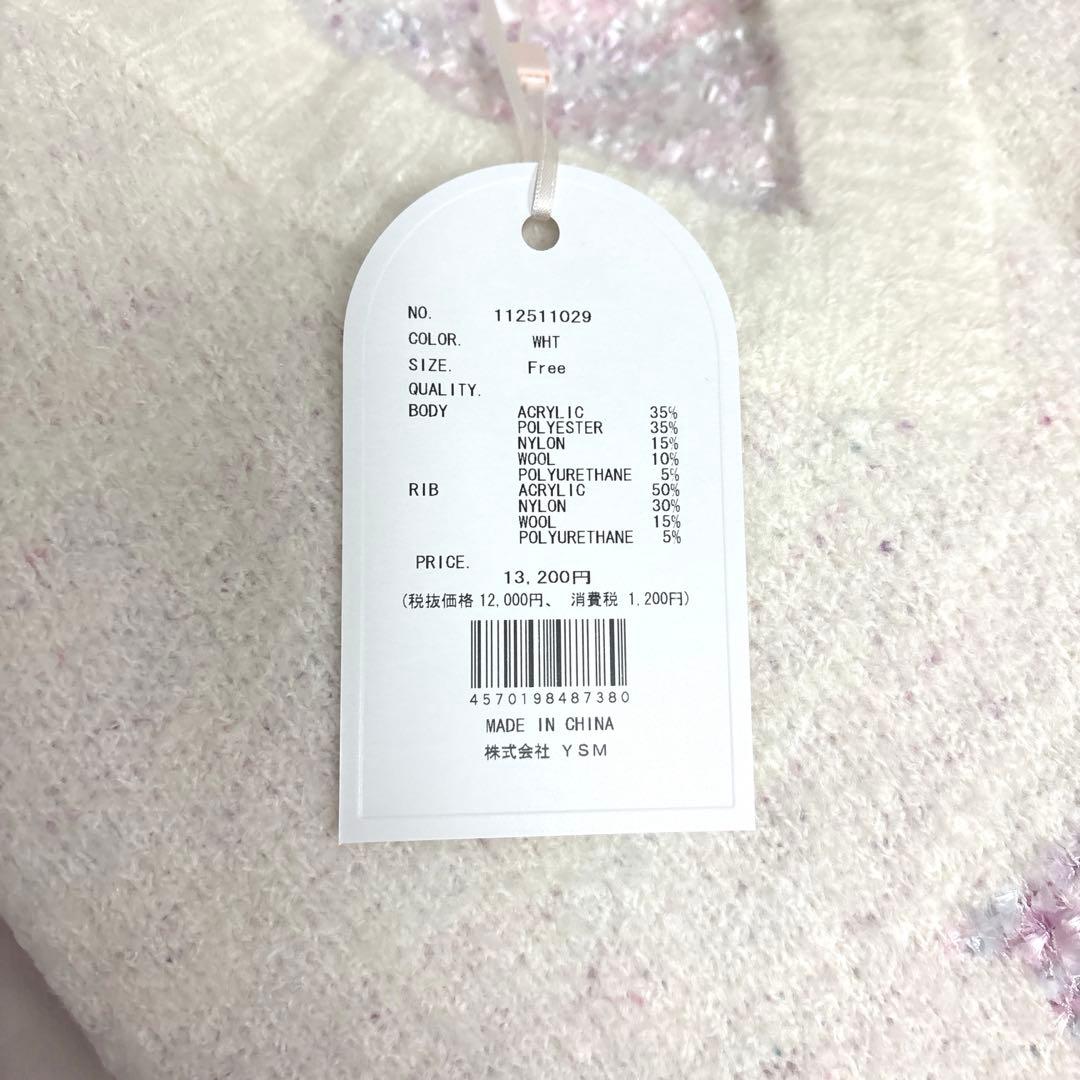 NO. 112511029
COLOR. WHT
SIZE. Free
QUALITY.
BODY ACRYLIC 35%
POLYESTER 35%
NYLON 15%
WOOL 10%
POLYURETHANE 5%
RIB ACRYLIC 50%
NYLON 30%
WOOL 15%
POLYURETHANE 5%
PRICE.
13,200円
(税抜価格 12,000円、 消費税 1,200円)
4570198487380
MADE IN CHINA
株式会社 YSM